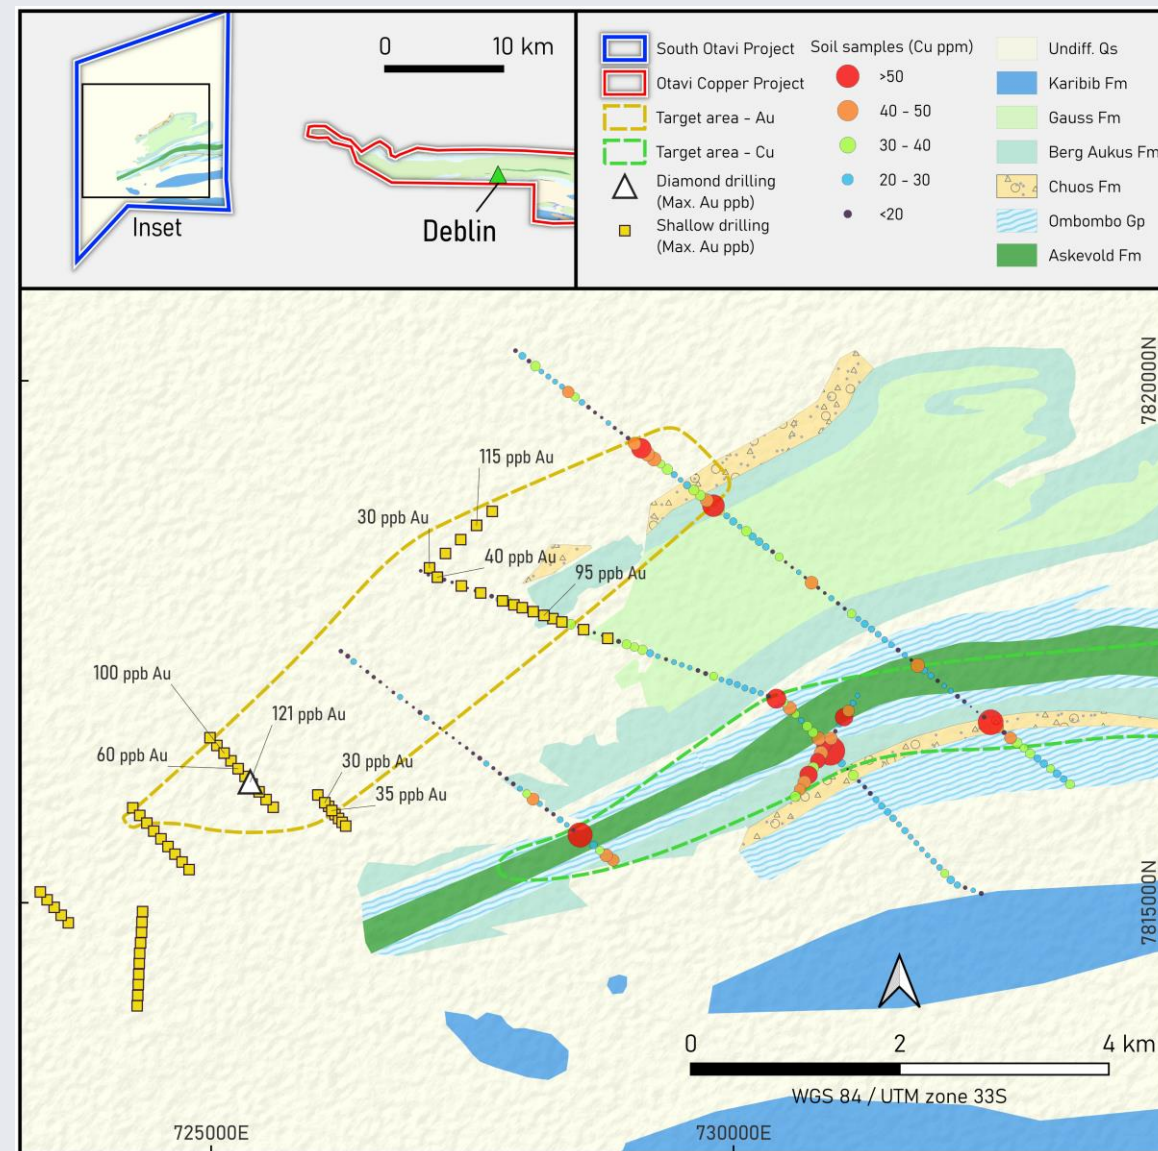 0 10 km
Inset
Deblin
South Otavi Project
Otavi Copper Project
Target area - Au
Target area - Cu
Diamond drilling
(Max. Au ppb)
Shallow drilling
(Max. Au ppb)
Soil samples (Cu ppm)
>50
40 - 50
30 - 40
20 - 30
<20
Undiff. Qs
Karibib Fm
Gauss Fm
Berg Aukus Fm
Chuos Fm
Ombombo Gp
Askevold Fm
7820000N
115 ppb Au
30 ppb Au
40 ppb Au
95 ppb Au
100 ppb Au
121 ppb Au
60 ppb Au
30 ppb Au
35 ppb Au
7815000N
0 2 4 km
WGS 84 / UTM zone 33S
725000E
730000E